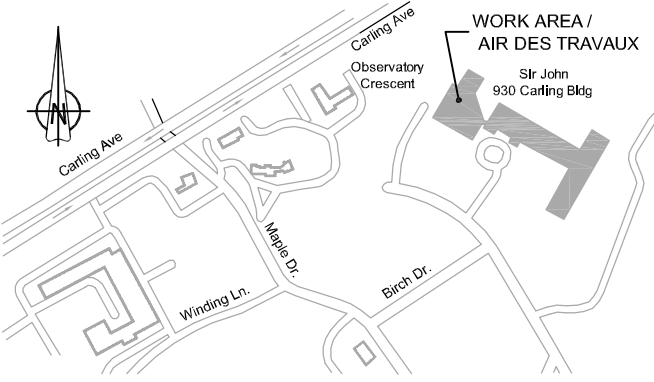 Carling Ave
WORK AREA /
AIR DES TRAVAUX
Observatory
Crescent
Sir John
930 Carling Bldg
N
Carling Ave
Maple Dr.
Birch Dr.
Winding Ln.